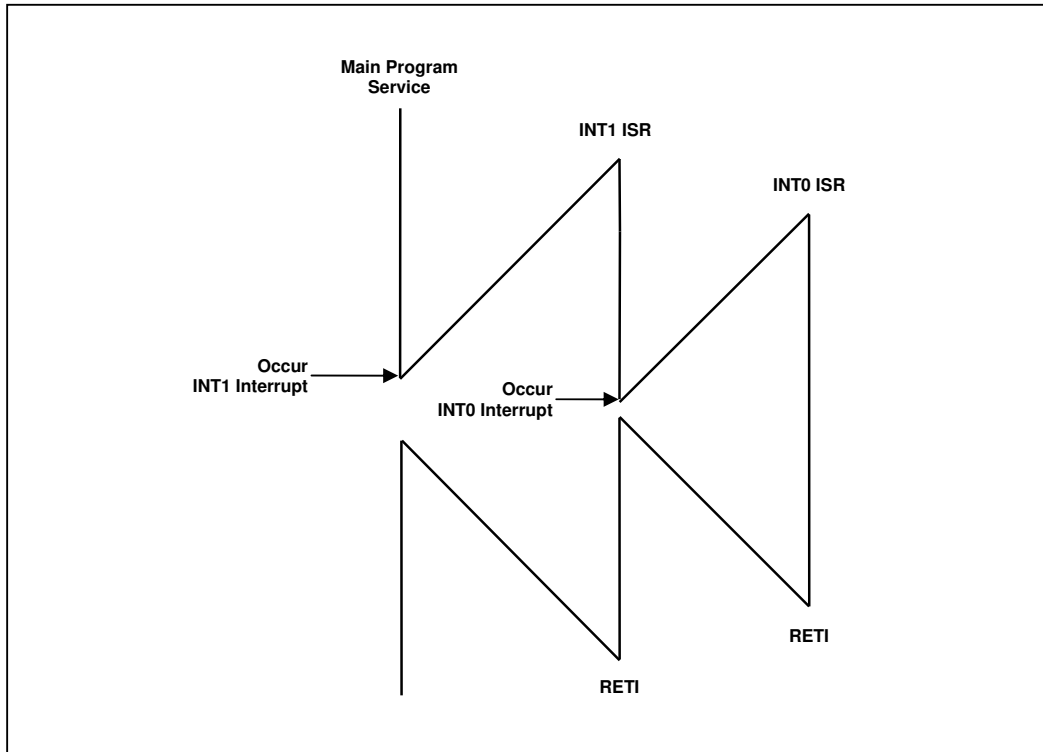 Main Program
Service
INT1 ISR
INT0 ISR
Occur
INT1 Interrupt
Occur
INT0 Interrupt
RETI
RETI